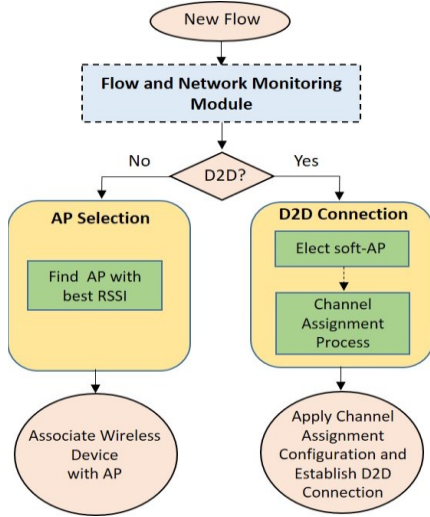 New Flow
Flow and Network Monitoring
Module
No
D2D?
Yes
AP Selection
Find AP with
best RSSI
D2D Connection
Elect soft-AP
Channel
Assignment
Process
Associate Wireless
Device
with AP
Apply Channel
Assignment
Configuration and
Establish D2D
Connection